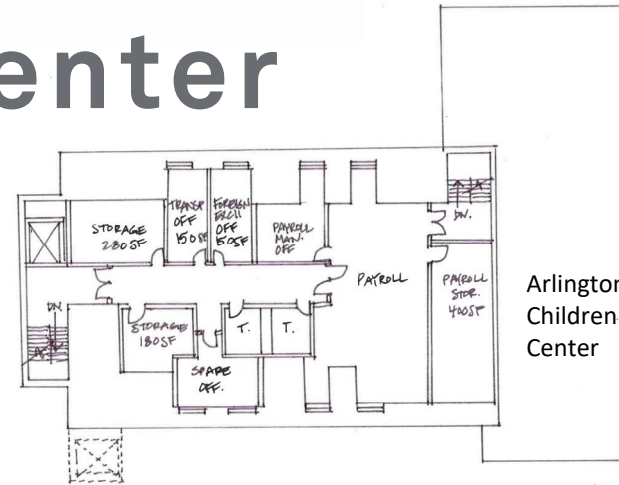 enter
STORAGE
280SF
TRANSP
OFF
150SF
FOREIGN
EXCH
OFF
150SF
PAYROLL
MAN.
OFF
DN.
PAYROLL
PAYROLL
STOR.
400SF
Arlington
Children
Center
DN.
STORAGE
180SF
T.
T.
SPARE
OFF.